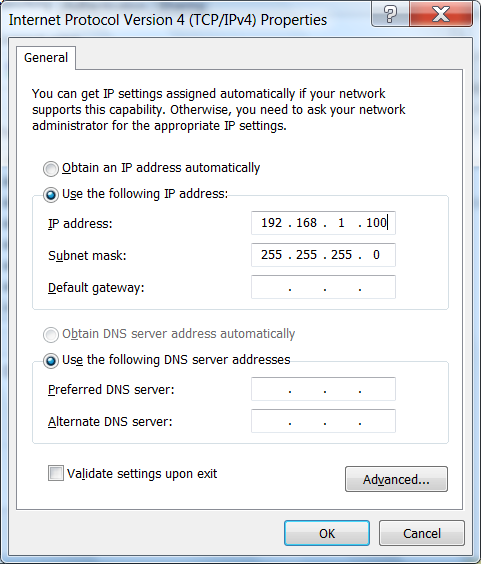 Internet Protocol Version 4 (TCP/IPv4) Properties
General
You can get IP settings assigned automatically if your network
supports this capability. Otherwise, you need to ask your network
administrator for the appropriate IP settings.
Obtain an IP address automatically
Use the following IP address:
IP address: 192 . 168 . 1 . 100
Subnet mask: 255 . 255 . 255 . 0
Default gateway: . . .
Obtain DNS server address automatically
Use the following DNS server addresses
Preferred DNS server: . . .
Alternate DNS server: . . .
Validate settings upon exit
Advanced...
OK Cancel